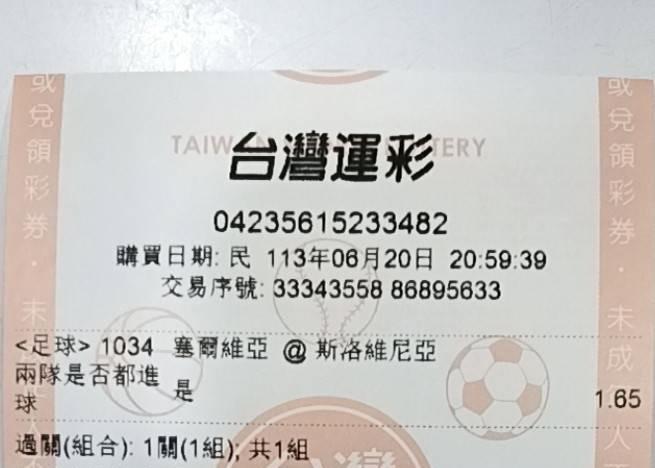 TAIWAN SPORTS LOTTERY
台灣運彩
04235615233482
購買日期: 民 113年06月20日 20:59:39
交易序號: 33343558 86895633
<足球> 1034 塞爾維亞 @ 斯洛維尼亞
兩隊是否都進球 是 1.65
過關(組合): 1關(1組); 共1組
或兌領彩券・未成年人
或兌領彩券・未成年人